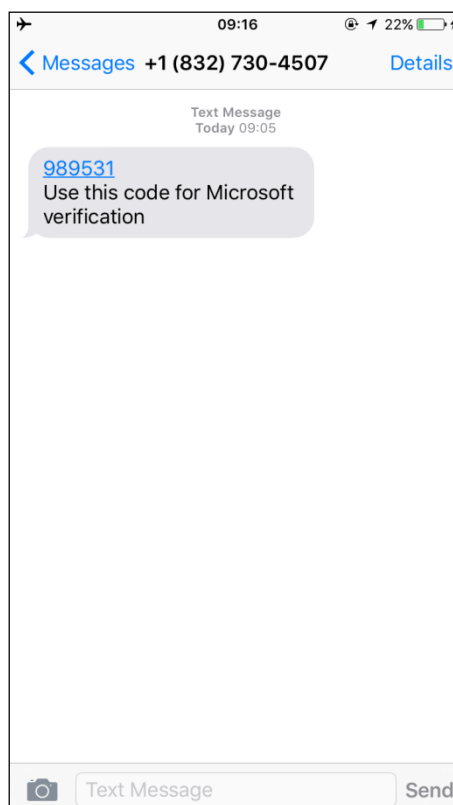 09:16
22%
Messages +1 (832) 730-4507 Details
Text Message
Today 09:05
989531
Use this code for Microsoft
verification
Text Message Send